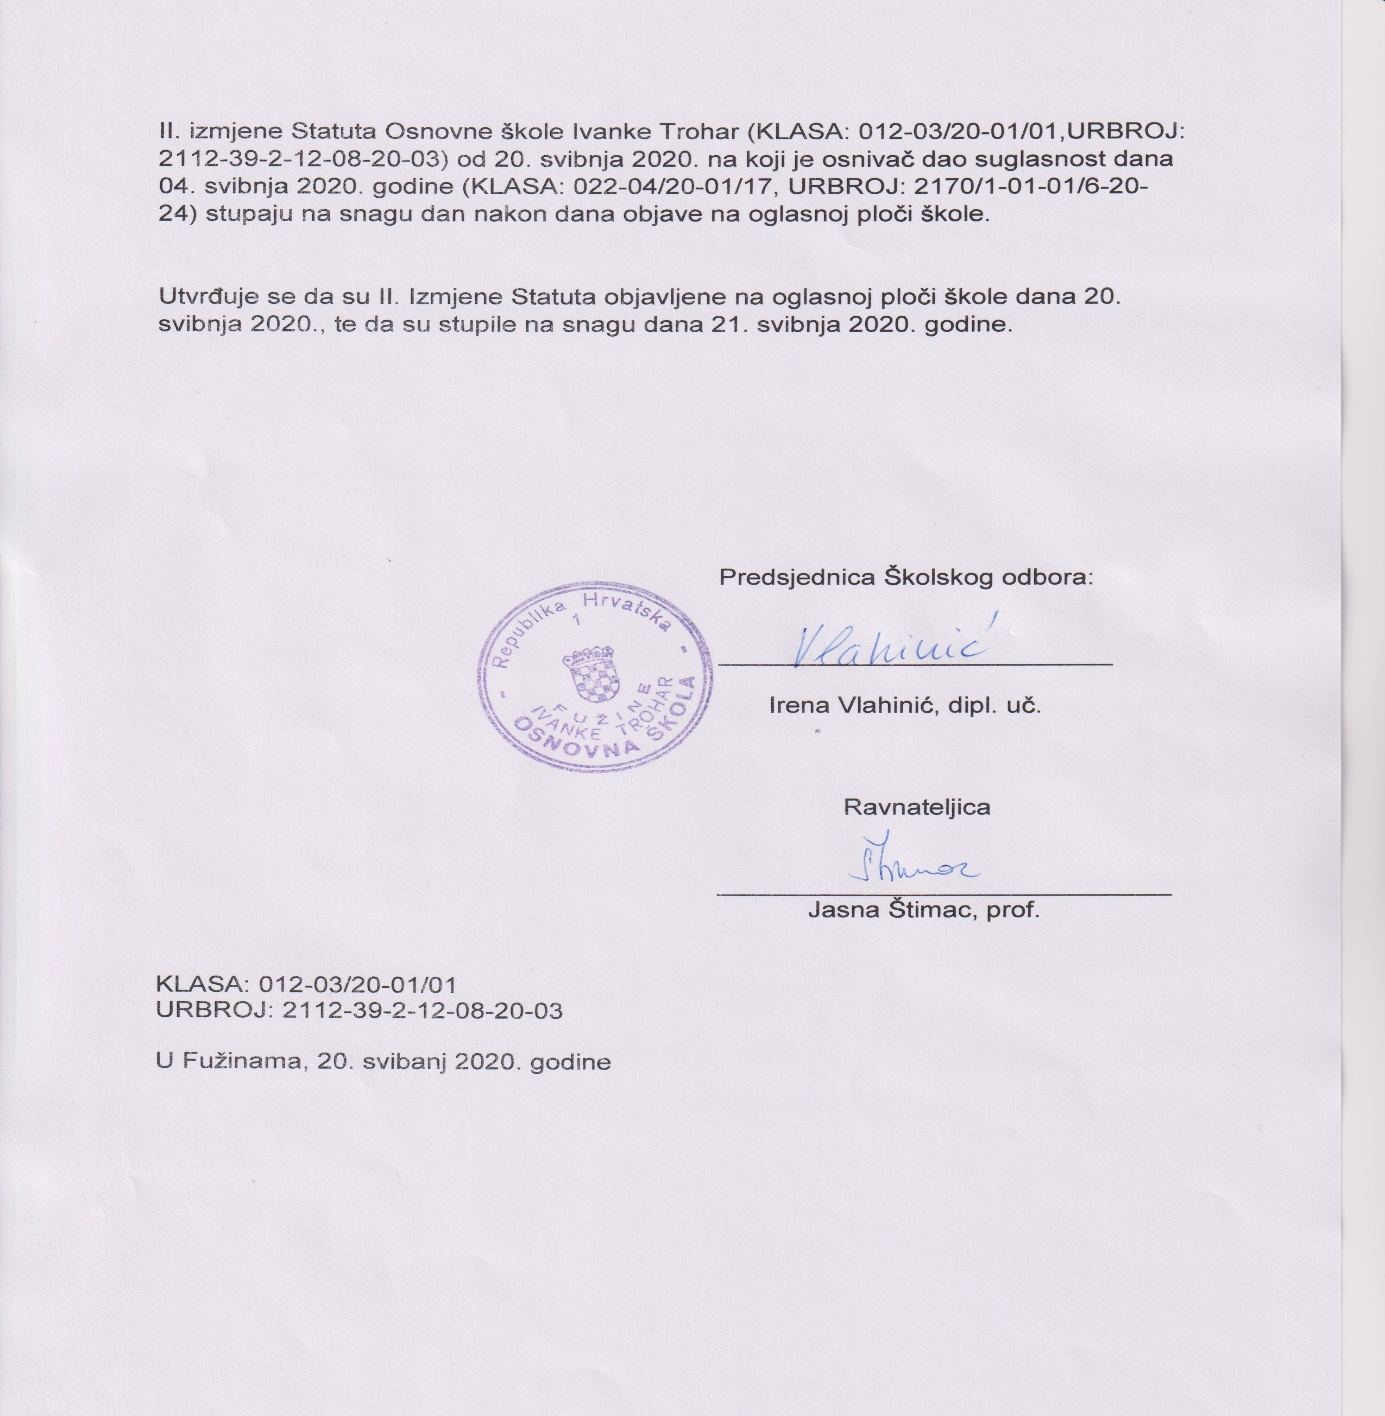 II. izmjene Statuta Osnovne škole Ivanke Trohar (KLASA: 012-03/20-01/01,URBROJ:
2112-39-2-12-08-20-03) od 20. svibnja 2020. na koji je osnivač dao suglasnost dana
04. svibnja 2020. godine (KLASA: 022-04/20-01/17, URBROJ: 2170/1-01-01/6-20-
24) stupaju na snagu dan nakon dana objave na oglasnoj ploči škole.
Utvrđuje se da su II. Izmjene Statuta objavljene na oglasnoj ploči škole dana 20.
svibnja 2020., te da su stupile na snagu dana 21. svibnja 2020. godine.
Predsjednica Školskog odbora:
Republika Hrvatska
1
FUŽINE
IVANKE TROHAR
OSNOVNA ŠKOLA
Vlahinić
Irena Vlahinić, dipl. uč.
Ravnateljica
Štimac
Jasna Štimac, prof.
KLASA: 012-03/20-01/01
URBROJ: 2112-39-2-12-08-20-03
U Fužinama, 20. svibanj 2020. godine